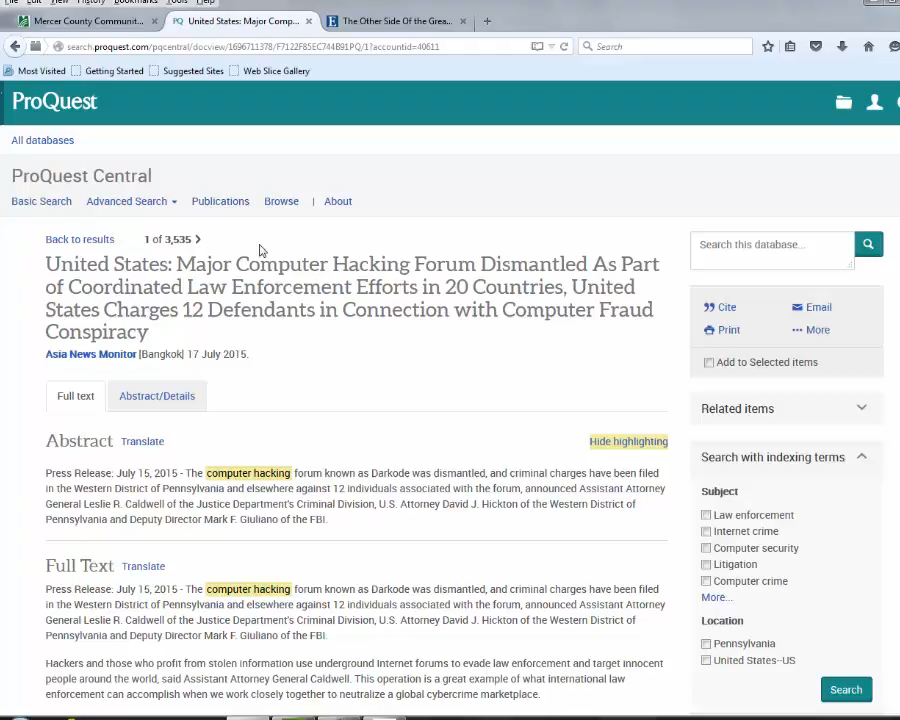 File Edit View History Bookmarks Tools Help
Mercer County Communit... × PQ United States: Major Comp... × E The Other Side Of the Grea... × +
search.proquest.com/pqcentral/docview/1696711378/F7122F85EC744B91PQ/1?accountid=40611 Search
Most Visited Getting Started Suggested Sites Web Slice Gallery
ProQuest
All databases
ProQuest Central
Basic Search Advanced Search Publications Browse | About
Back to results 1 of 3,535 >
Search this database...
United States: Major Computer Hacking Forum Dismantled As Part
of Coordinated Law Enforcement Efforts in 20 Countries, United
States Charges 12 Defendants in Connection with Computer Fraud
Conspiracy
Asia News Monitor [Bangkok] 17 July 2015.
Cite Email
Print More
Add to Selected items
Full text Abstract/Details
Related items
Abstract Translate Hide highlighting
Press Release: July 15, 2015 - The computer hacking forum known as Darkode was dismantled, and criminal charges have been filed
in the Western District of Pennsylvania and elsewhere against 12 individuals associated with the forum, announced Assistant Attorney
General Leslie R. Caldwell of the Justice Department's Criminal Division, U.S. Attorney David J. Hickton of the Western District of
Pennsylvania and Deputy Director Mark F. Giuliano of the FBI.
Full Text Translate
Press Release: July 15, 2015 - The computer hacking forum known as Darkode was dismantled, and criminal charges have been filed
in the Western District of Pennsylvania and elsewhere against 12 individuals associated with the forum, announced Assistant Attorney
General Leslie R. Caldwell of the Justice Department's Criminal Division, U.S. Attorney David J. Hickton of the Western District of
Pennsylvania and Deputy Director Mark F. Giuliano of the FBI.
Hackers and those who profit from stolen information use underground Internet forums to evade law enforcement and target innocent
people around the world, said Assistant Attorney General Caldwell. This operation is a great example of what international law
enforcement can accomplish when we work closely together to neutralize a global cybercrime marketplace.
Search with indexing terms
Subject
Law enforcement
Internet crime
Computer security
Litigation
Computer crime
More...
Location
Pennsylvania
United States--US
Search